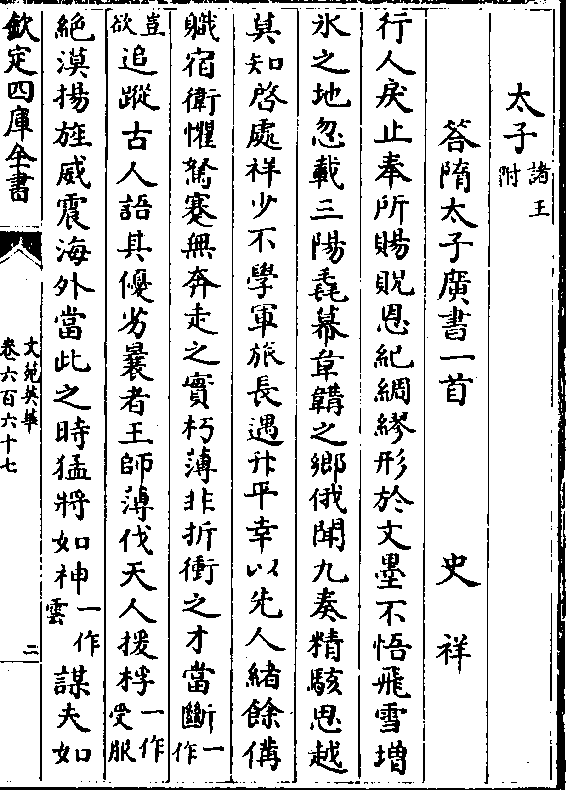 太子諸王附
荅隋太子廣書一首　史祥
行人戾止奉所賜貺恩紀綢繆形於文墨不悟飛雪增
氷之地忽載三陽毳幕韋韝之鄉俄聞九奏精駭思越
莫知啓處祥少不學軍旅長遇升平幸以先人緒餘備
職宿衛懼駑蹇無奔走之實朽薄非折衝之才當斷一作
豈欲追蹤古人語其優劣曩者王師薄伐天人援桴一作受脤
絶漠揚旌威震海外當此之時猛將如神一作雲謀夫如
欽定四庫全書
文苑英華
卷六百六十七
二